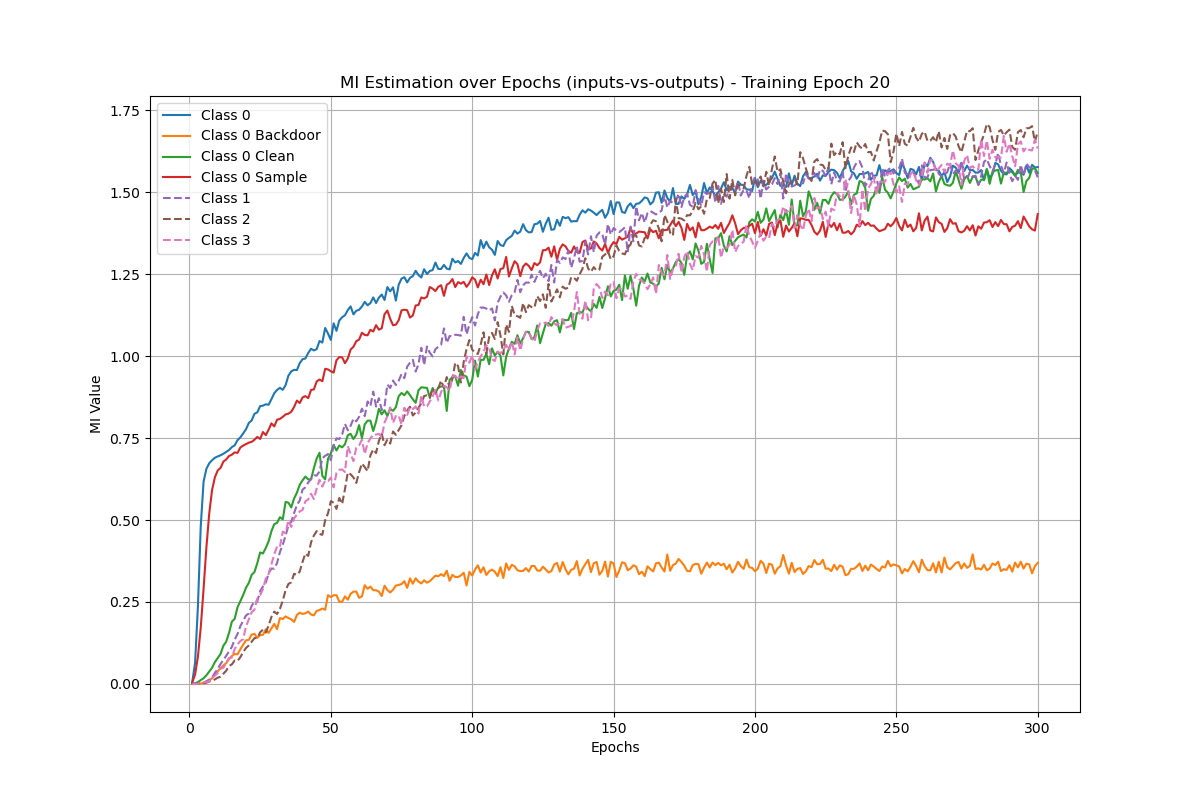 MI Estimation over Epochs (inputs-vs-outputs) - Training Epoch 20
1.75
1.50
1.25
1.00
0.75
0.50
0.25
0.00
MI Value
Class 0
Class 0 Backdoor
Class 0 Clean
Class 0 Sample
Class 1
Class 2
Class 3
0 50 100 150 200 250 300
Epochs